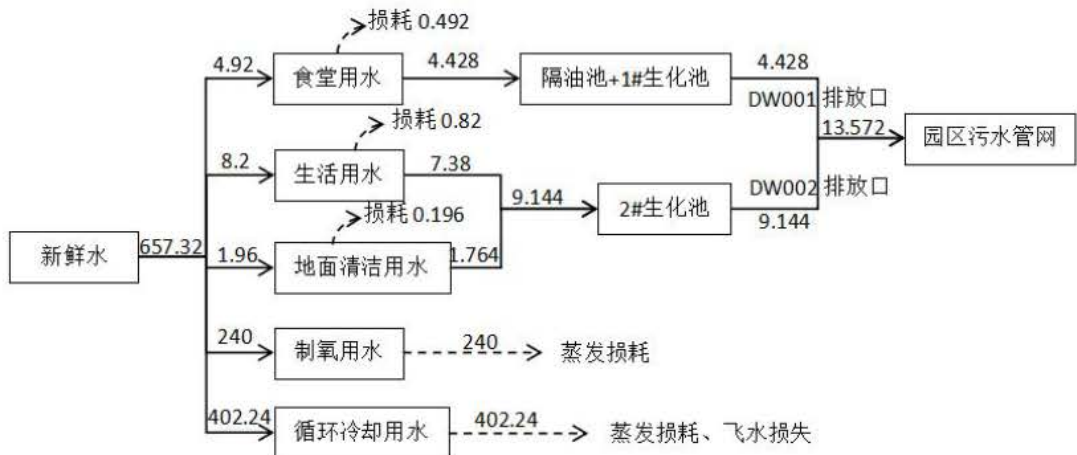 损耗 0.492
4.92
食堂用水
4.428
隔油池+1#生化池
4.428
DW001 排放口
损耗 0.82
13.572
园区污水管网
8.2
生活用水
7.38
9.144
2#生化池
DW002 排放口
9.144
损耗 0.196
新鲜水
657.32
1.96
地面清洁用水
1.764
240
制氧用水
240
蒸发损耗
402.24
循环冷却用水
402.24
蒸发损耗、飞水损失